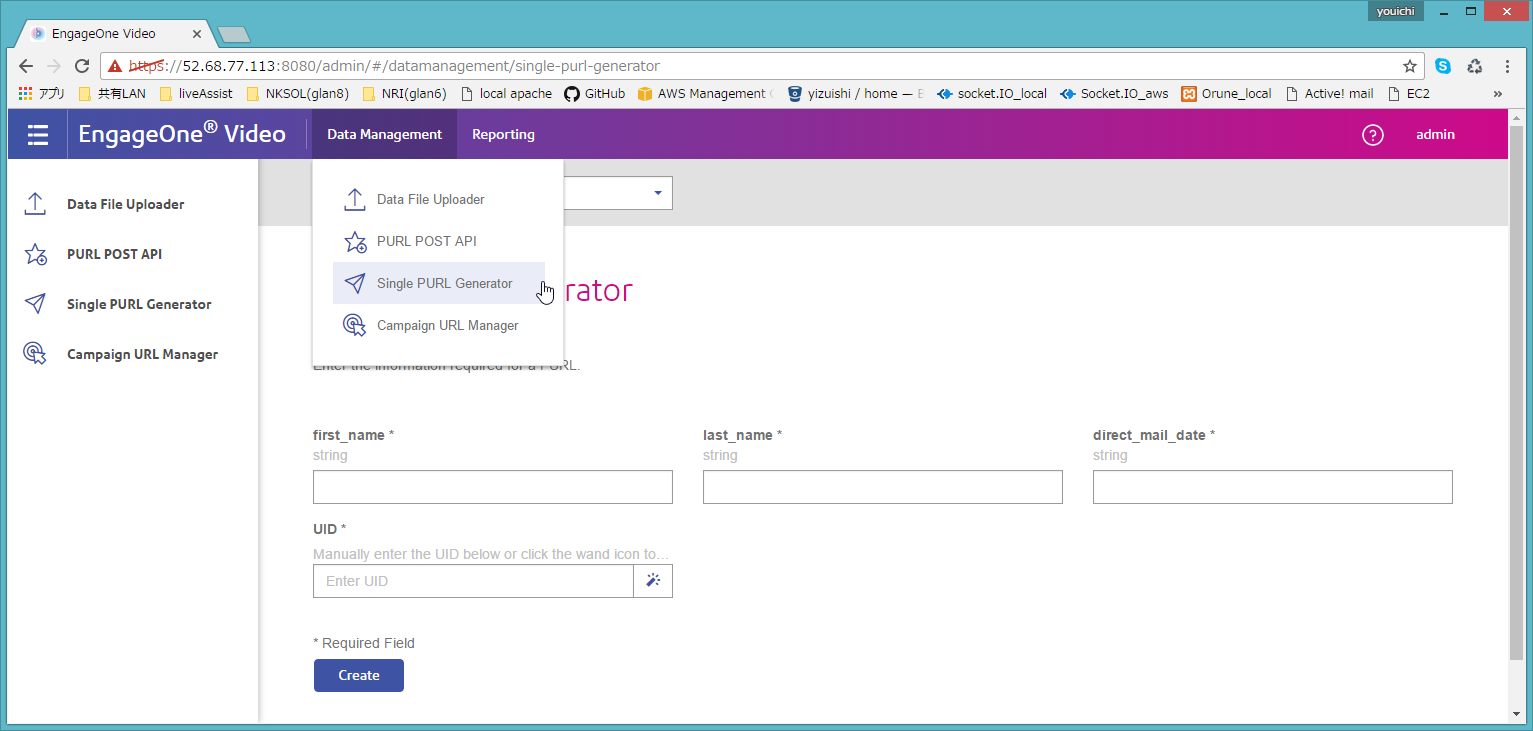 youichi
EngageOne Video
https://52.68.77.113:8080/admin/#/datamanagement/single-purl-generator
アプリ 共有LAN liveAssist NKSOL(glan8) NRI(glan6) local apache GitHub AWS Management yizuishi / home — socket.IO_local Socket.IO_aws Orune_local Active! mail EC2 »
EngageOne® Video Data Management Reporting ? admin
Data File Uploader
PURL POST API
Single PURL Generator
Campaign URL Manager
Data File Uploader
PURL POST API
Single PURL Generator
Campaign URL Manager
rator
Enter the information required for a PURL.
first_name * last_name * direct_mail_date *
string string string
UID *
Manually enter the UID below or click the wand icon to...
Enter UID
* Required Field
Create